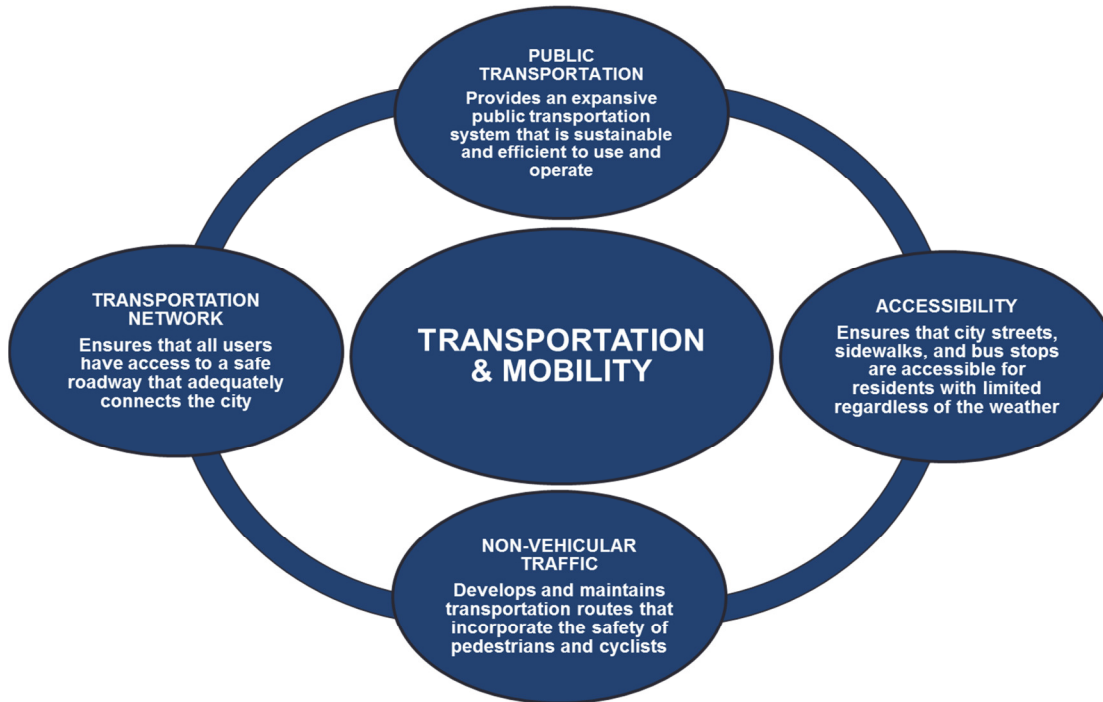 PUBLIC
TRANSPORTATION
Provides an expansive
public transportation
system that is sustainable
and efficient to use and
operate
TRANSPORTATION
NETWORK
Ensures that all users
have access to a safe
roadway that adequately
connects the city
TRANSPORTATION
& MOBILITY
ACCESSIBILITY
Ensures that city streets,
sidewalks, and bus stops
are accessible for
residents with limited
regardless of the weather
NON-VEHICULAR
TRAFFIC
Develops and maintains
transportation routes that
incorporate the safety of
pedestrians and cyclists